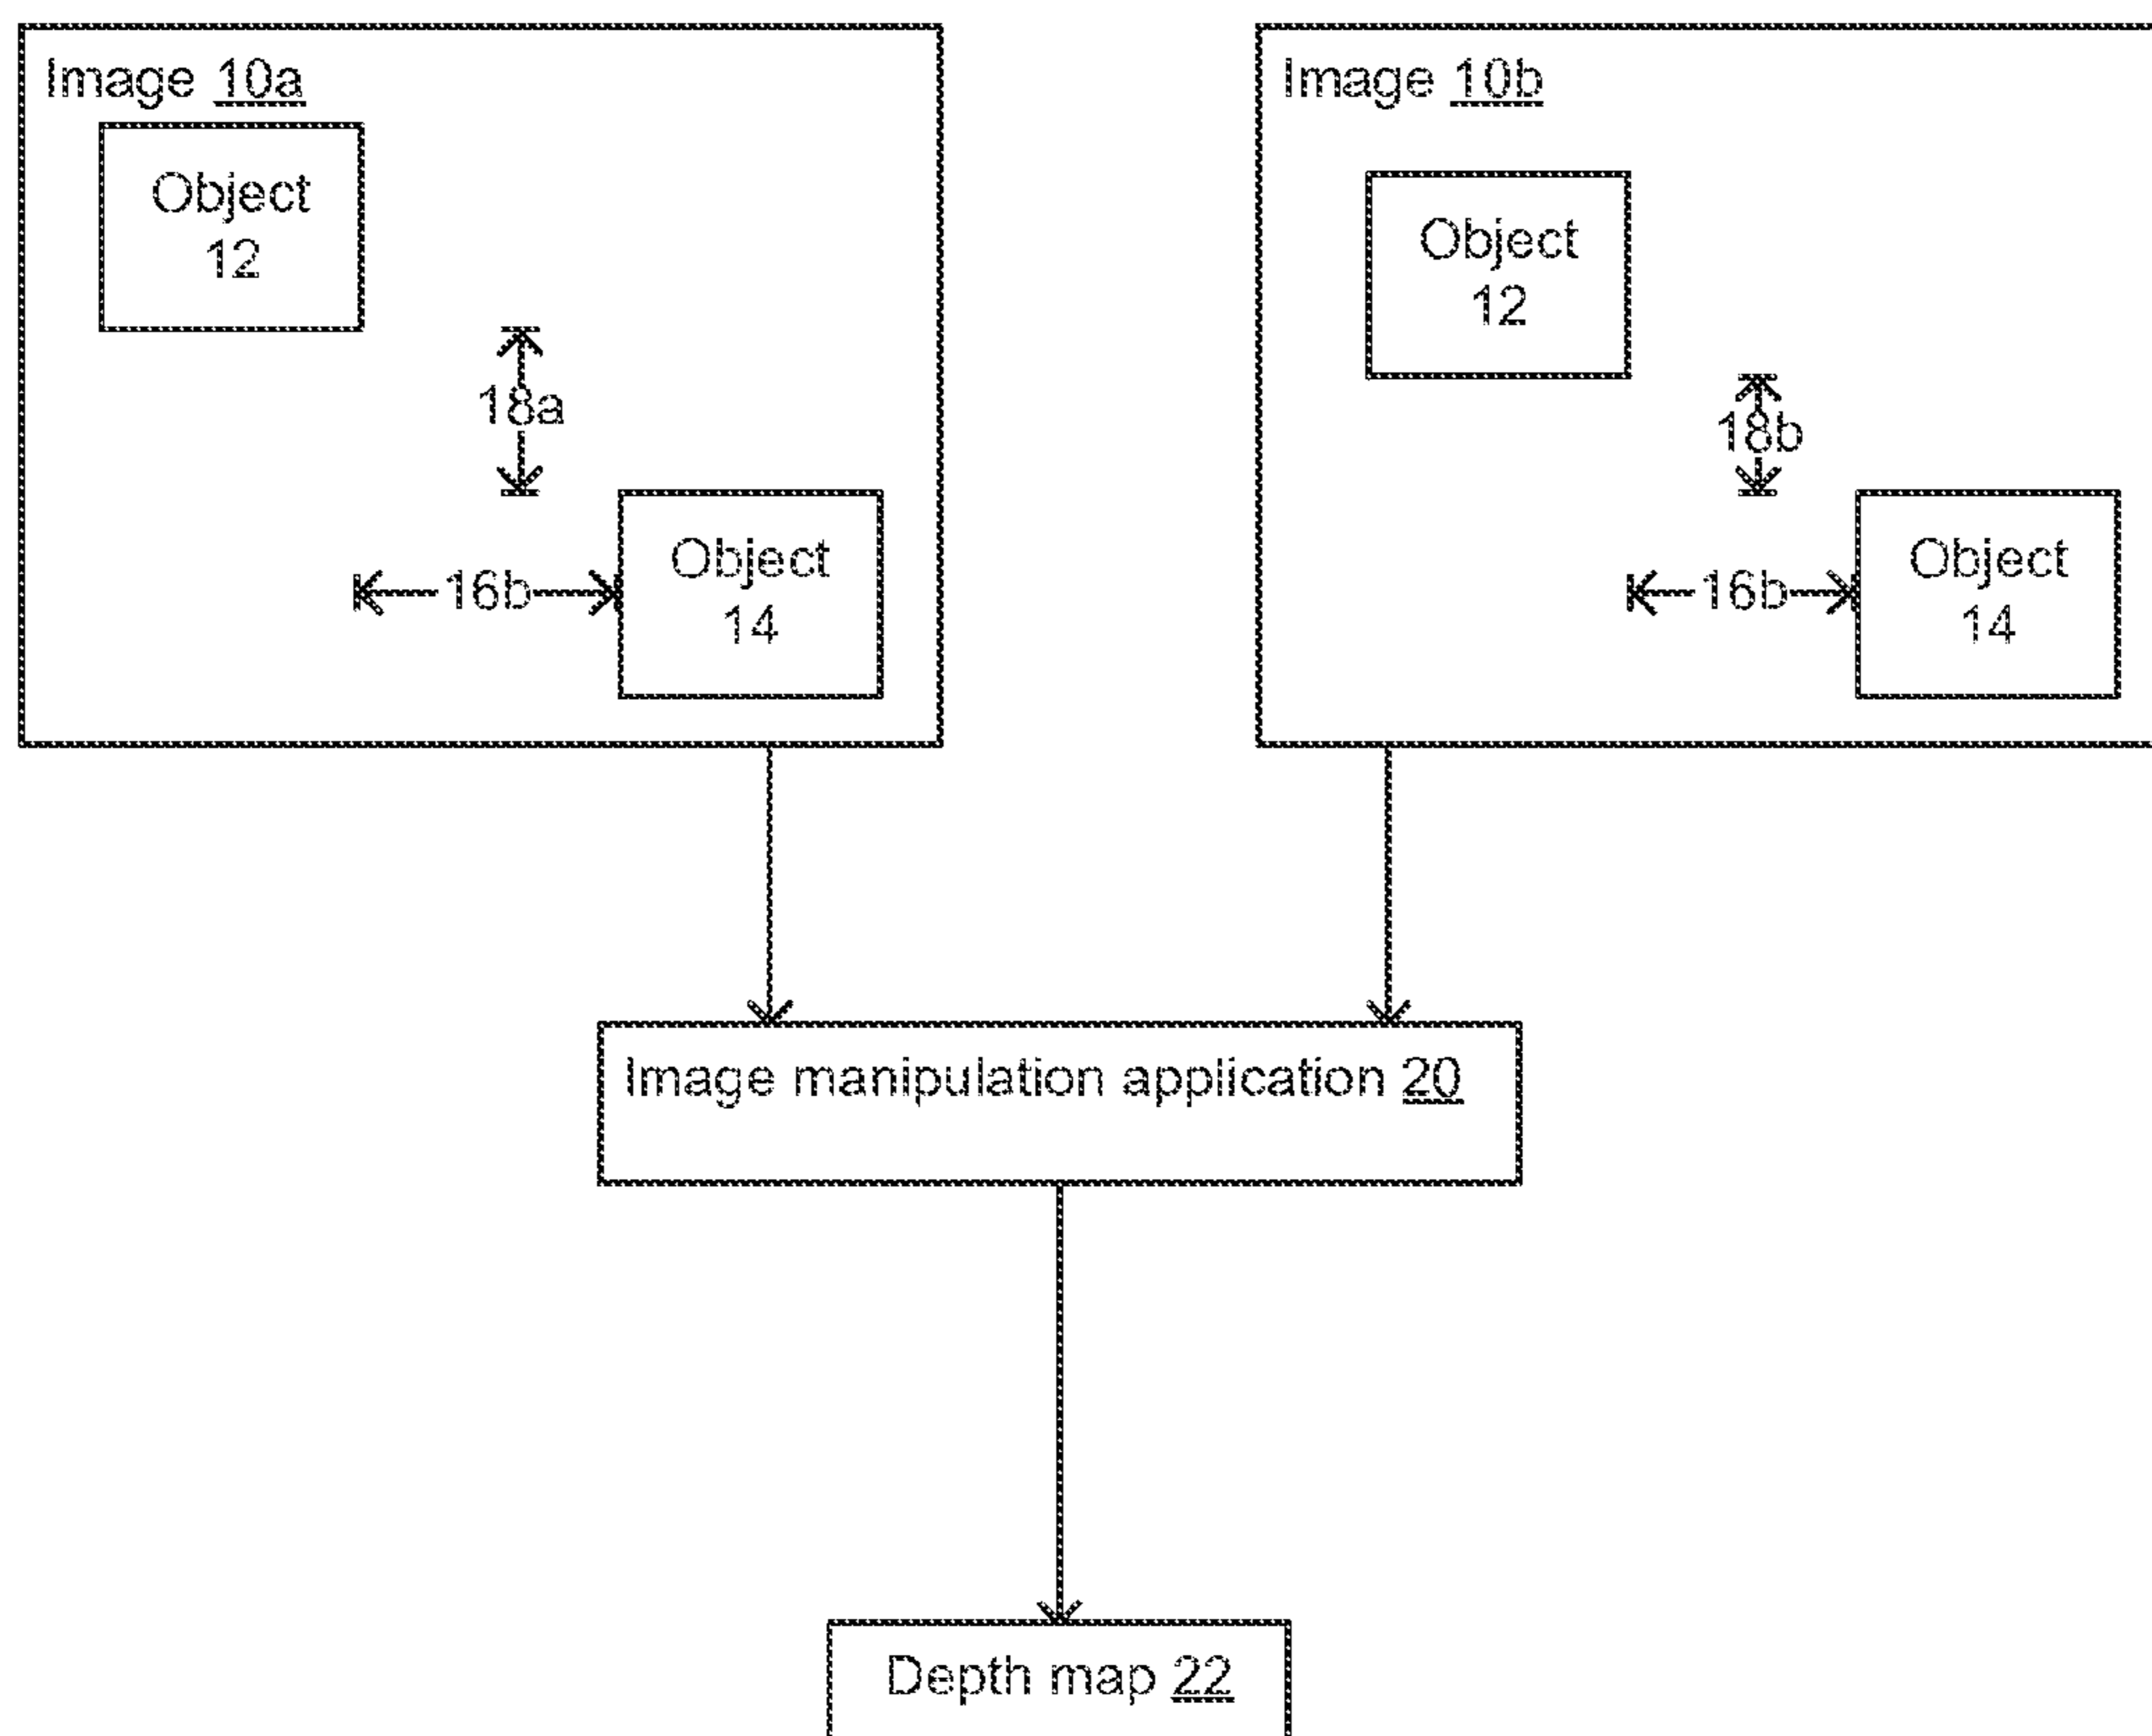 Image 10a
Object
12
18a
16b
Object
14
Image 10b
Object
12
18b
16b
Object
14
Image manipulation application 20
Depth map 22